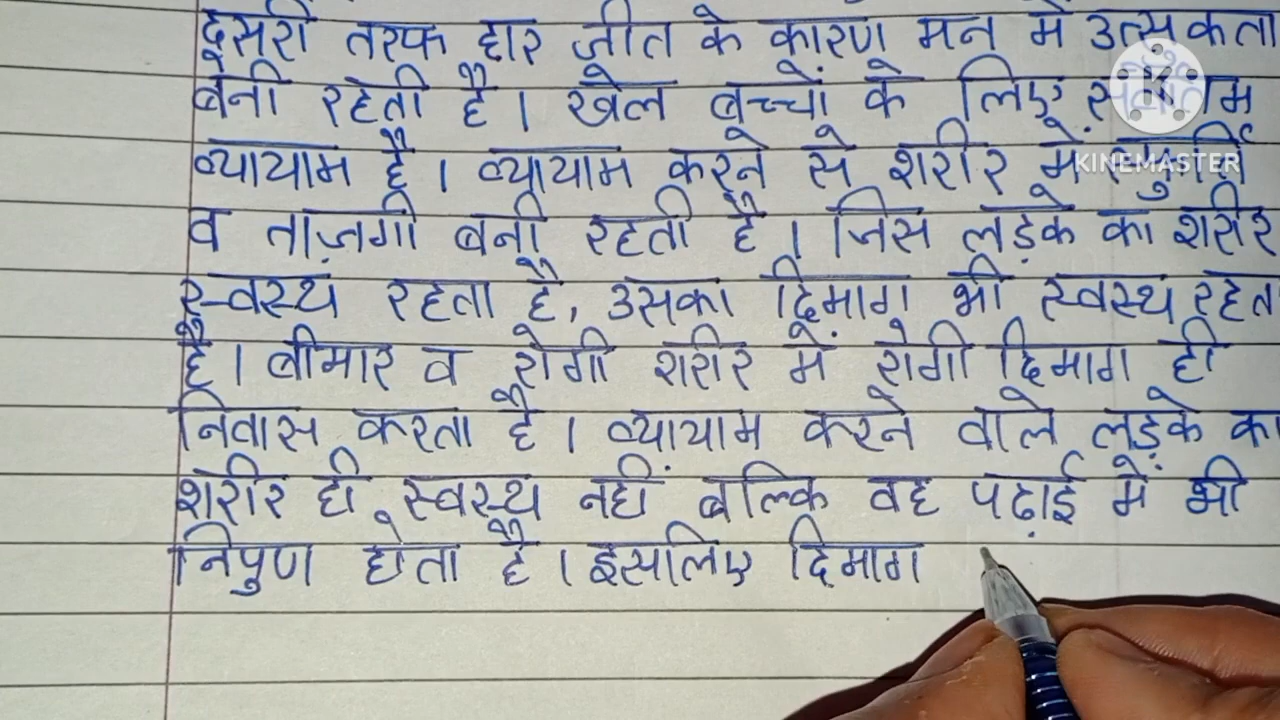 दूसरी तरफ हार जीत के कारण मन में उत्सुकता
बनी रहती है। खेल बच्चों के लिए
व्यायाम है। व्यायाम करने से शरीर में स्फुर्ति
व ताज़गी बनी रहती है। जिस लड़के का शरीर
स्वस्थ रहता है, उसका दिमाग भी स्वस्थ रहता
है। बीमार व रोगी शरीर में रोगी दिमाग ही
निवास करता है। व्यायाम करने वाले लड़के का
शरीर ही स्वस्थ नहीं बल्कि वह पढ़ाई में भी
निपुण होता है। इसलिए दिमाग
KINEMASTER